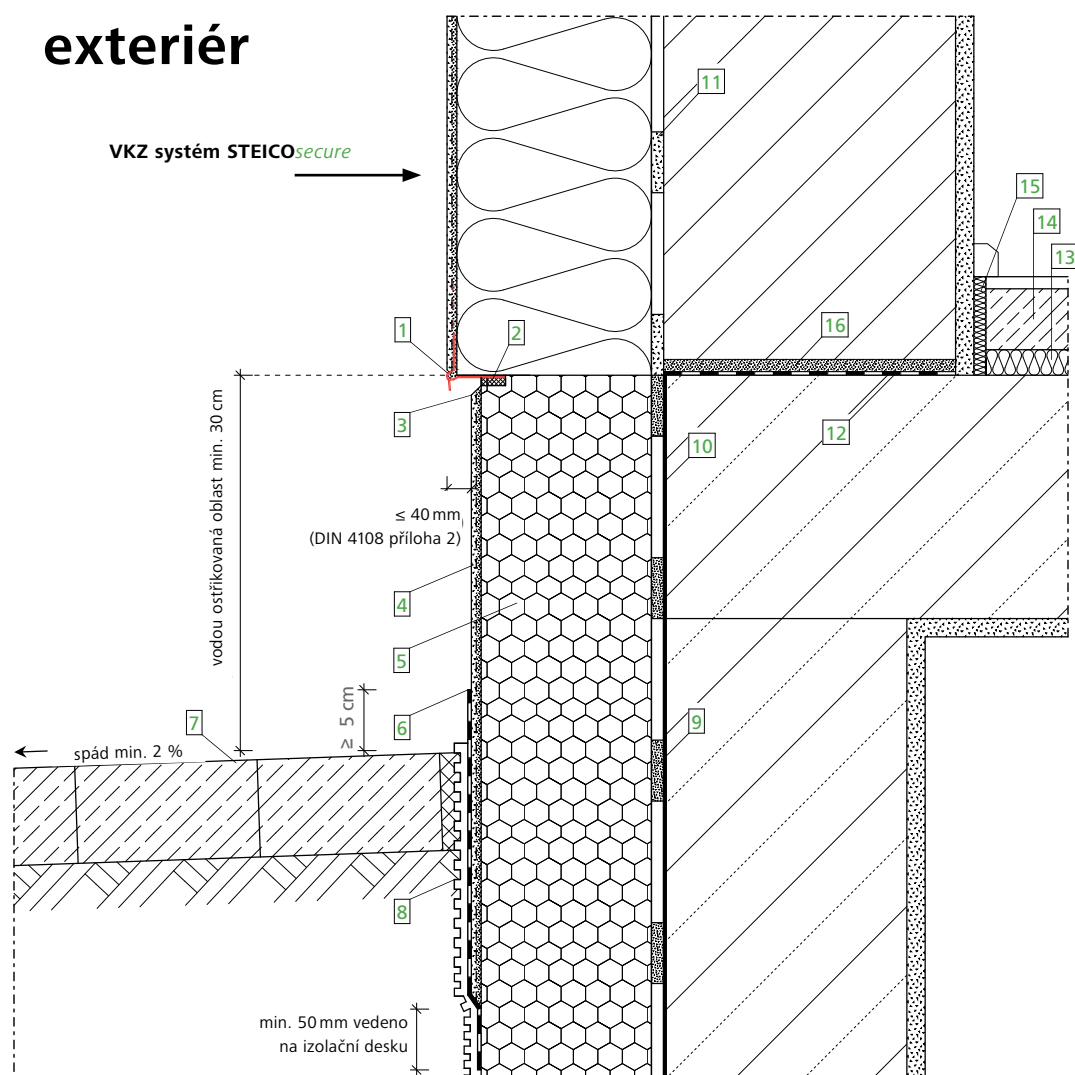 exteriér
VKZ systém STEICOsecure
11
15
14
13
1
2
16
3
12
10
vodou ostřikovaná oblast min. 30 cm
≤ 40 mm
(DIN 4108 příloha 2)
4
5
≥ 5 cm
6
7
9
spád min. 2 %
8
min. 50 mm vedeno
na izolační desku